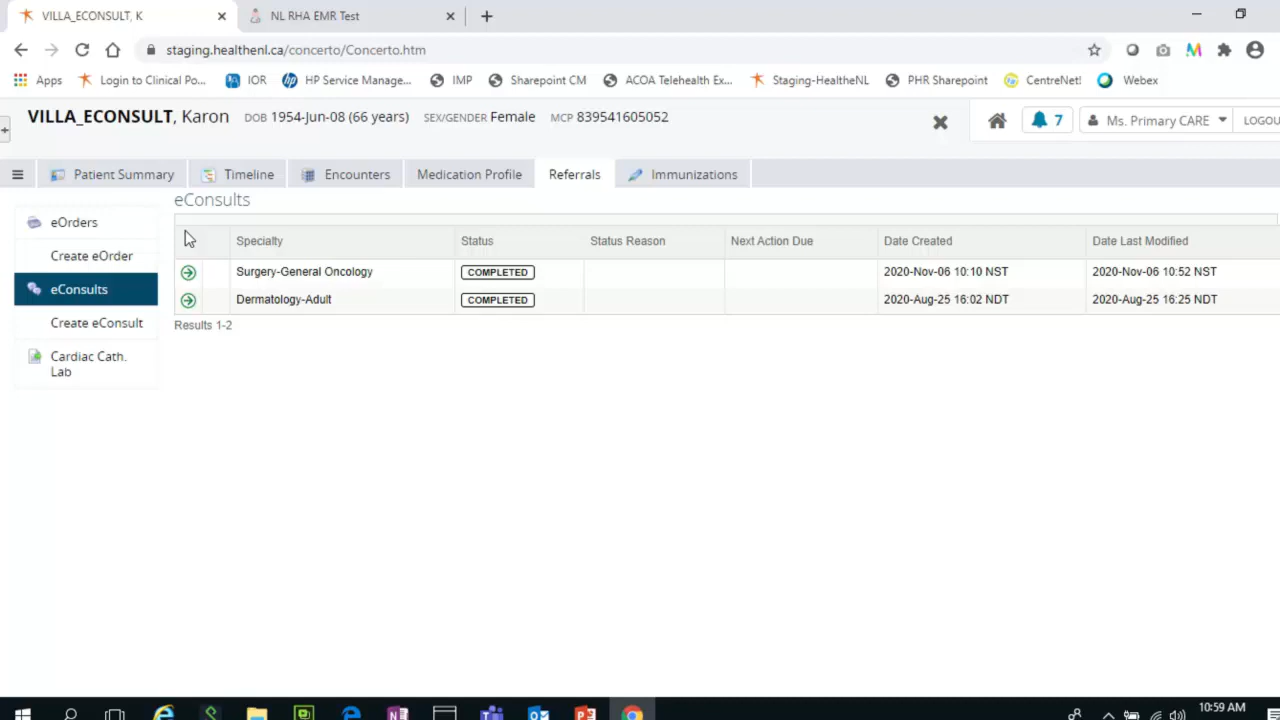 VILLA_ECONSULT, K
NL RHA EMR Test
staging.healthenl.ca/concerto/Concerto.htm
Apps Login to Clinical Po... IOR HP Service Manage... IMP Sharepoint CM ACOA Telehealth Ex... Staging-HealtheNL PHR Sharepoint CentreNet! Webex
VILLA_ECONSULT, Karon DOB 1954-Jun-08 (66 years) SEX/GENDER Female MCP 839541605052
7 Ms. Primary CARE LOGOU
Patient Summary Timeline Encounters Medication Profile Referrals Immunizations
eOrders
Create eOrder
eConsults
Create eConsult
Cardiac Cath.
Lab
eConsults
Specialty Status Status Reason Next Action Due Date Created Date Last Modified
Surgery-General Oncology COMPLETED 2020-Nov-06 10:10 NST 2020-Nov-06 10:52 NST
Dermatology-Adult COMPLETED 2020-Aug-25 16:02 NDT 2020-Aug-25 16:25 NDT
Results 1-2
10:59 AM